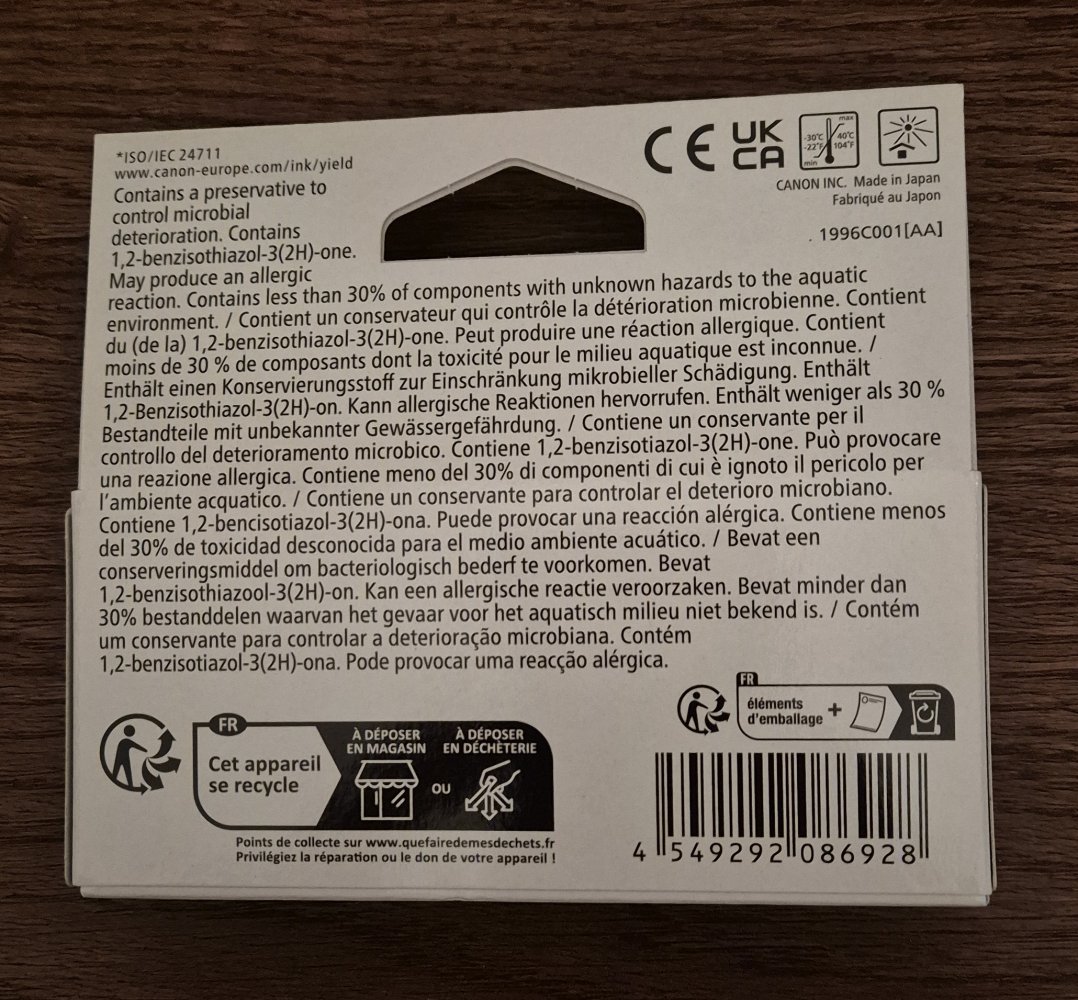 *ISO/IEC 24711
www.canon-europe.com/ink/yield
Contains a preservative to
control microbial
deterioration. Contains
1,2-benzisothiazol-3(2H)-one.
May produce an allergic
reaction. Contains less than 30% of components with unknown hazards to the aquatic
environment. / Contient un conservateur qui contrôle la détérioration microbienne. Contient
du (de la) 1,2-benzisothiazol-3(2H)-one. Peut produire une réaction allergique. Contient
moins de 30 % de composants dont la toxicité pour le milieu aquatique est inconnue. /
Enthält einen Konservierungsstoff zur Einschränkung mikrobieller Schädigung. Enthält
1,2-Benzisothiazol-3(2H)-on. Kann allergische Reaktionen hervorrufen. Enthält weniger als 30 %
Bestandteile mit unbekannter Gewässergefährdung. / Contiene un conservante per il
controllo del deterioramento microbico. Contiene 1,2-benzisotiazol-3(2H)-one. Può provocare
una reazione allergica. Contiene meno del 30% di componenti di cui è ignoto il pericolo per
l'ambiente acquatico. / Contiene un conservante para controlar el deterioro microbiano.
Contiene 1,2-bencisotiazol-3(2H)-ona. Puede provocar una reacción alérgica. Contiene menos
del 30% de toxicidad desconocida para el medio ambiente acuático. / Bevat een
conserveringsmiddel om bacteriologisch bederf te voorkomen. Bevat
1,2-benzisothiazool-3(2H)-on. Kan een allergische reactie veroorzaken. Bevat minder dan
30% bestanddelen waarvan het gevaar voor het aquatisch milieu niet bekend is. / Contém
um conservante para controlar a deterioração microbiana. Contém
1,2-benzisotiazol-3(2H)-ona. Pode provocar uma reacção alérgica.
CE
UK
CA
max
-30°C 40°C
-22°F 104°F
min
CANON INC. Made in Japan
Fabriqué au Japon
. 1996C001[AA]
FR
Cet appareil
se recycle
À DÉPOSER
EN MAGASIN
OU
À DÉPOSER
EN DÉCHÈTERIE
Points de collecte sur www.quefairedemesdechets.fr
Privilégiez la réparation ou le don de votre appareil !
FR
éléments
d'emballage +
4 549292 086928